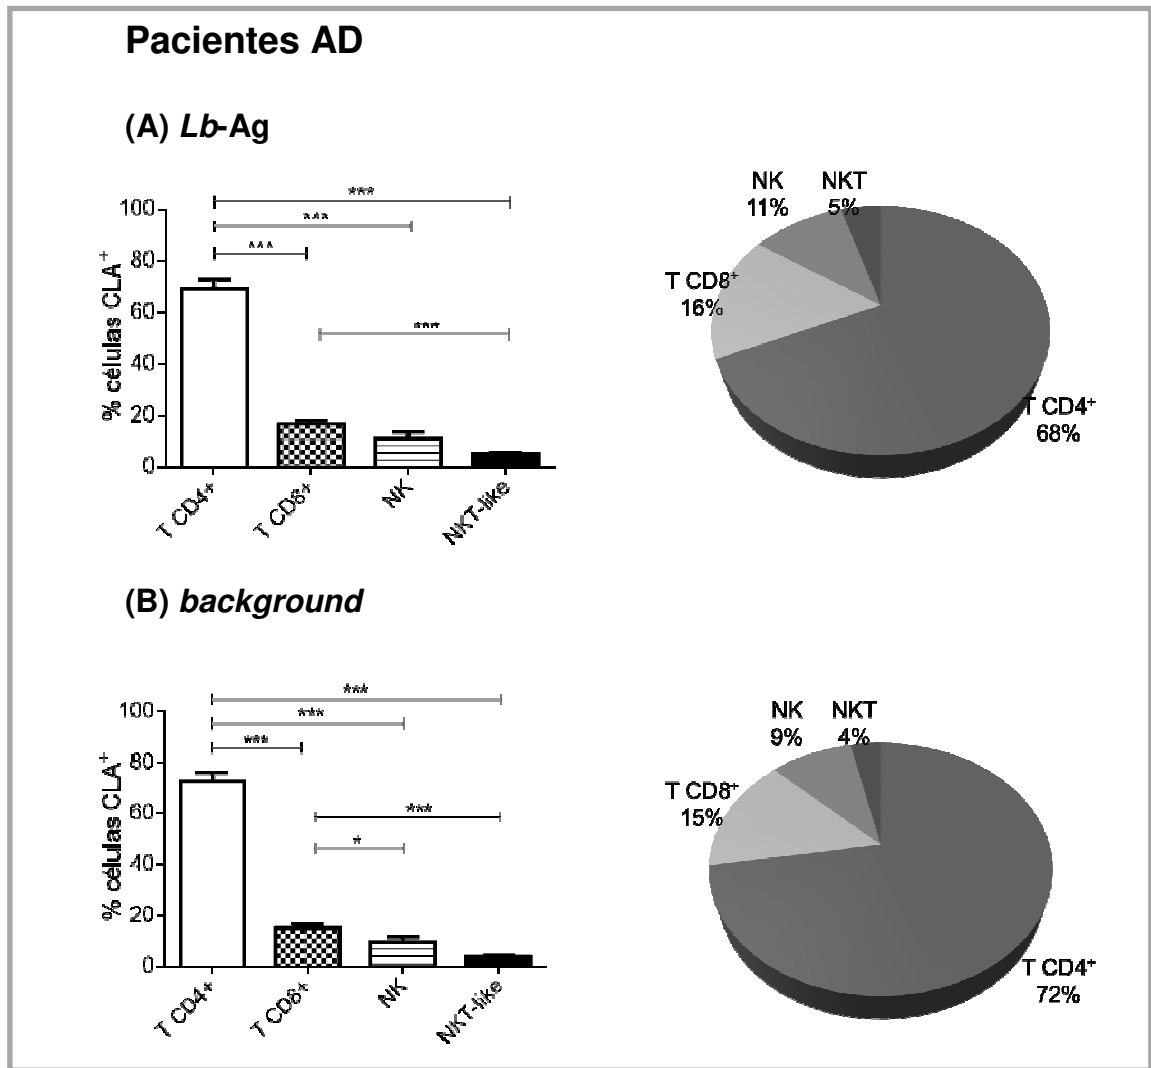 Pacientes AD
(A) Lb-Ag
% células CLA⁺
100
80
60
40
20
0
***
***
***
***
T CD4+
T CD8+
NK
NKT-like
NK
11%
NKT
5%
T CD8⁺
16%
T CD4⁺
68%
(B) background
% células CLA⁺
100
80
60
40
20
0
***
***
***
***
*
T CD4+
T CD8+
NK
NKT-like
NK
9%
NKT
4%
T CD8⁺
15%
T CD4⁺
72%